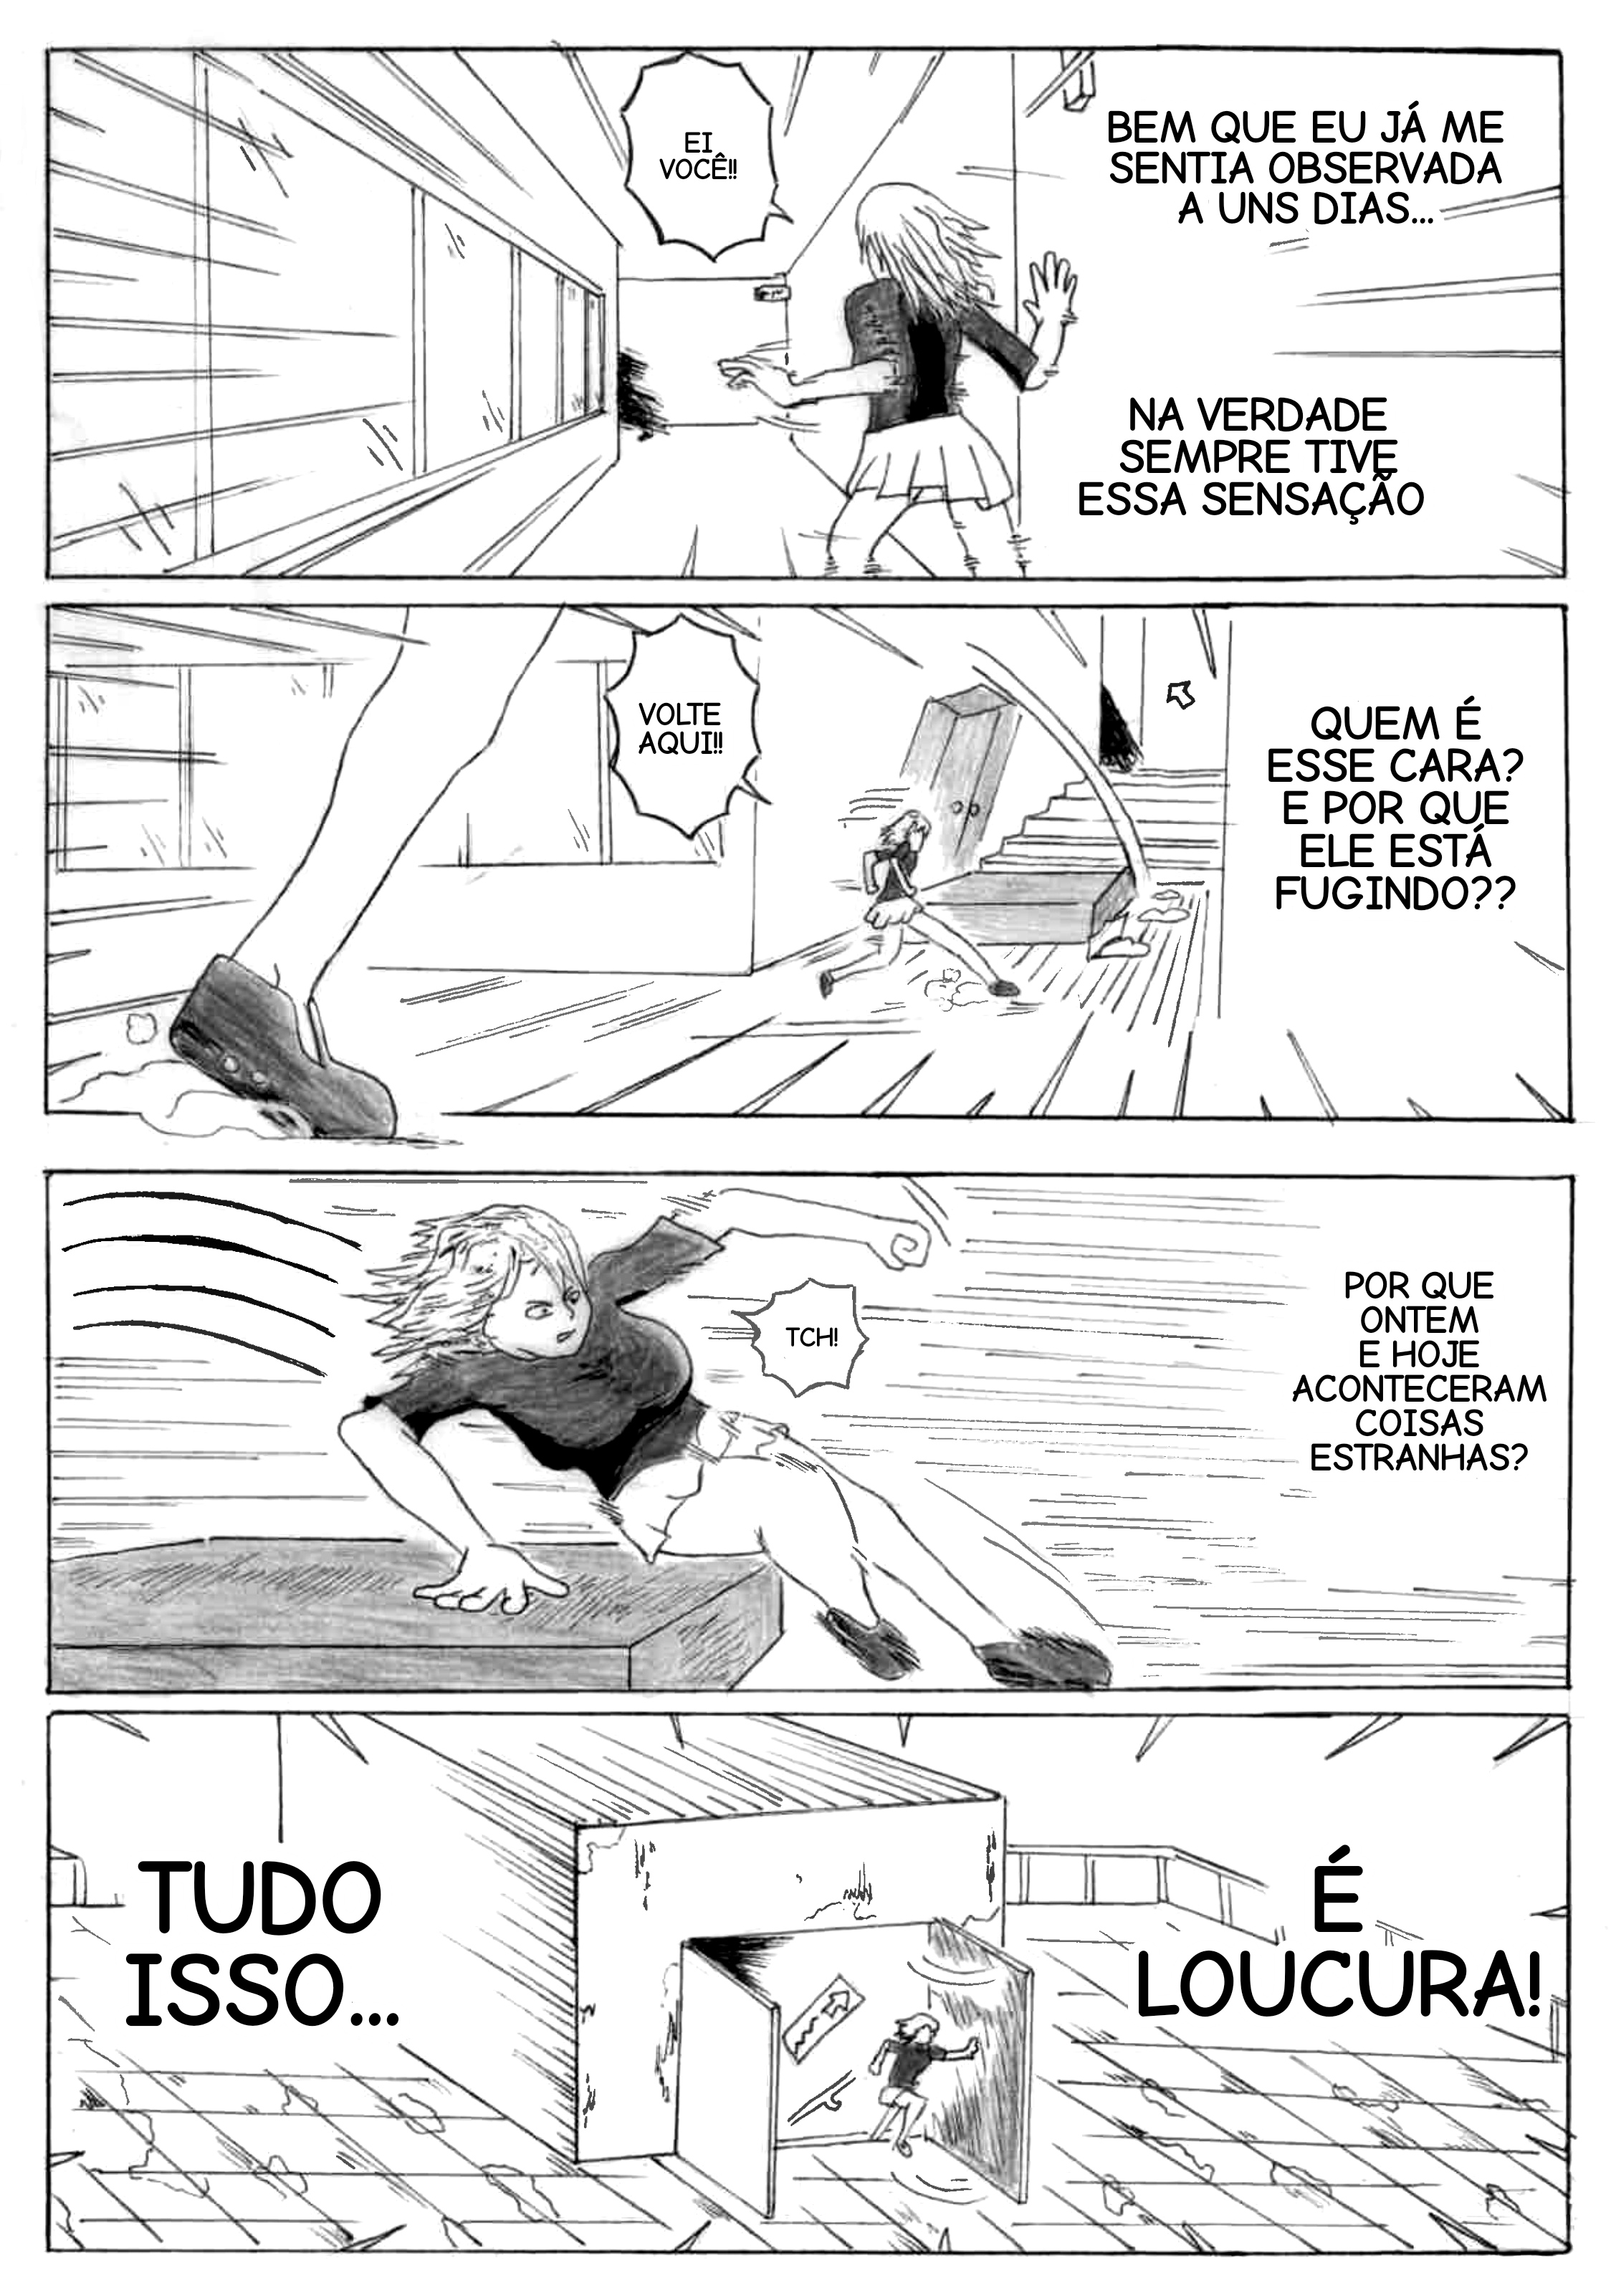 EI
VOCÊ!!
BEM QUE EU JÁ ME
SENTIA OBSERVADA
A UNS DIAS...
NA VERDADE
SEMPRE TIVE
ESSA SENSAÇÃO
VOLTE
AQUI!!
QUEM É
ESSE CARA?
E POR QUE
ELE ESTÁ
FUGINDO??
TCH!
POR QUE
ONTEM
E HOJE
ACONTECERAM
COISAS
ESTRANHAS?
TUDO
ISSO...
É
LOUCURA!